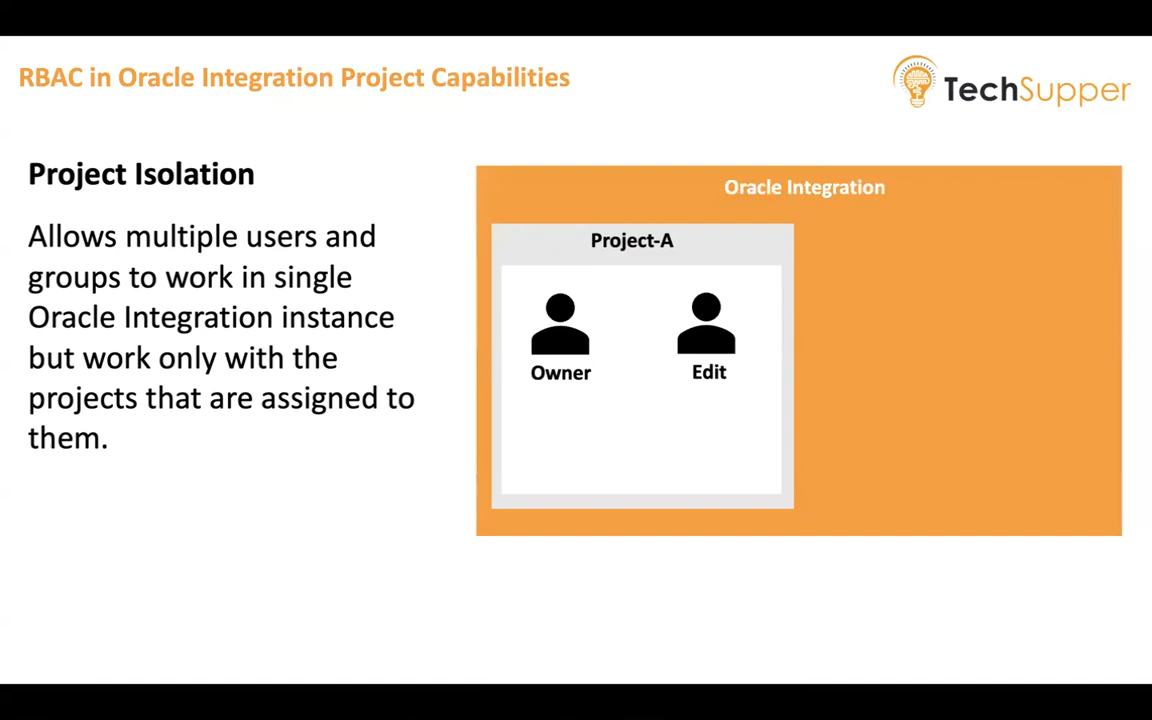 RBAC in Oracle Integration Project Capabilities
TechSupper
Project Isolation
Allows multiple users and
groups to work in single
Oracle Integration instance
but work only with the
projects that are assigned to
them.
Oracle Integration
Project-A
Owner
Edit